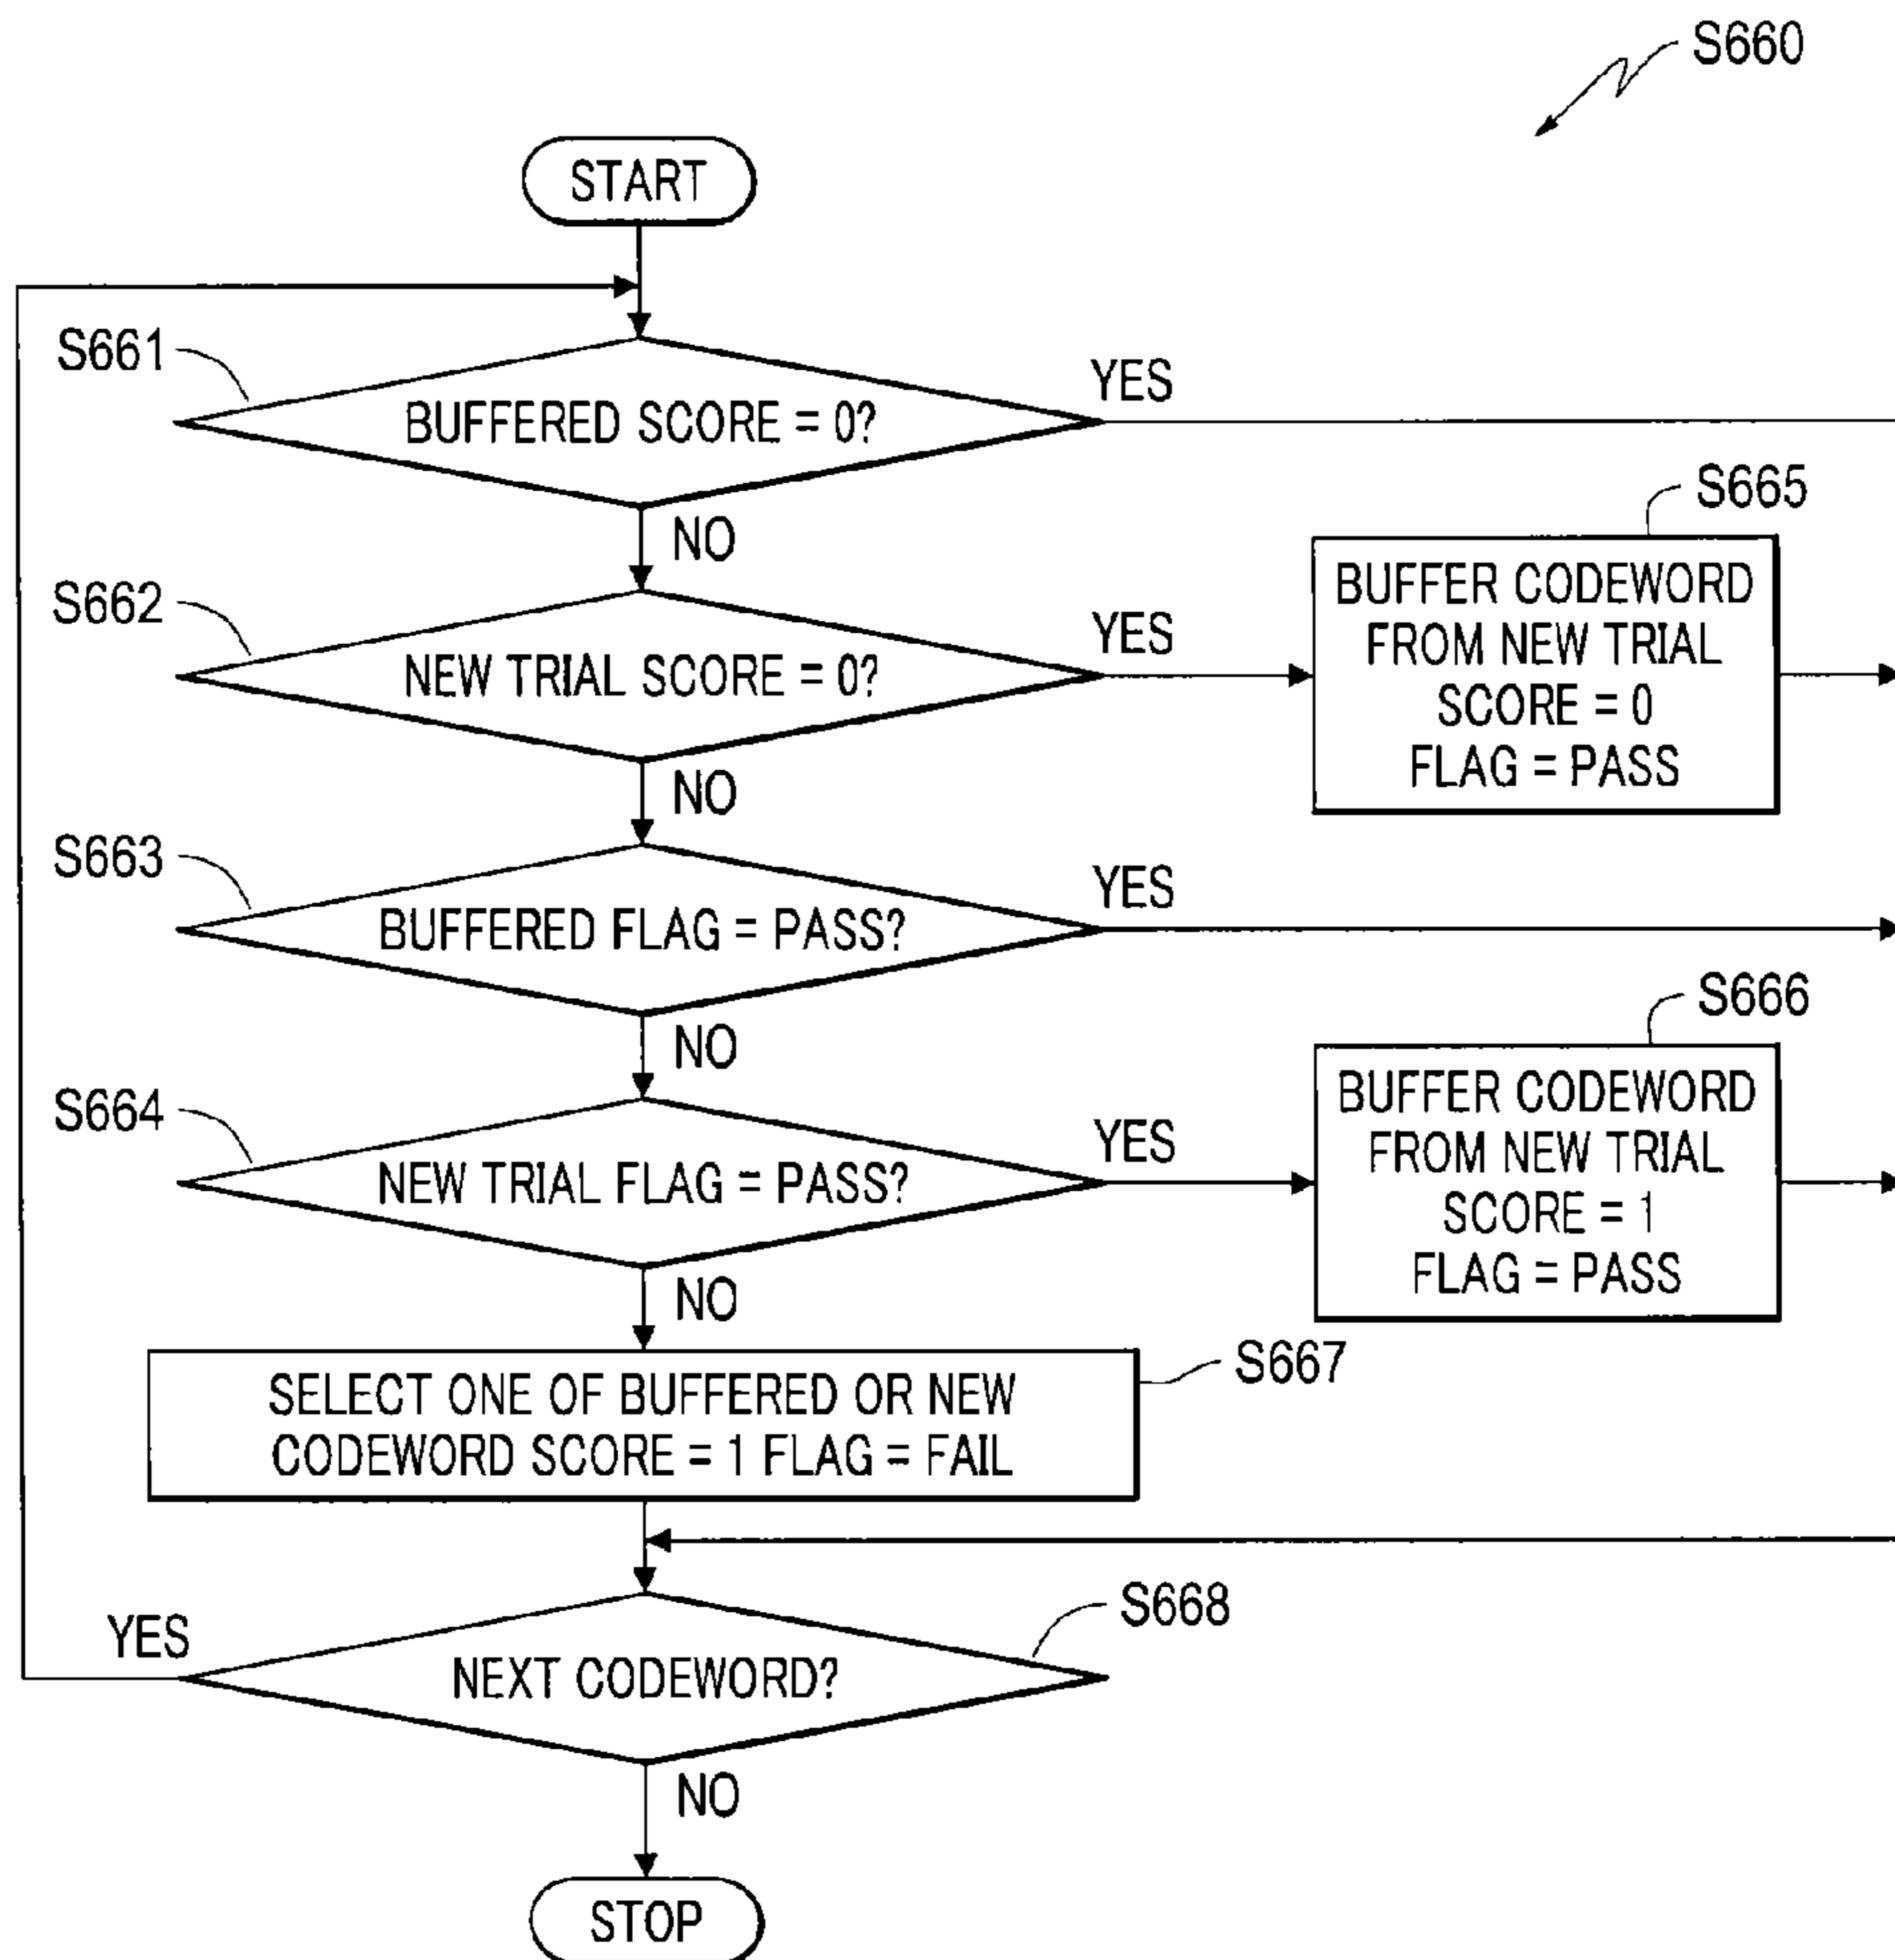 S660
START
S661
BUFFERED SCORE = 0?
YES
NO
S662
NEW TRIAL SCORE = 0?
YES
S665
BUFFER CODEWORD
FROM NEW TRIAL
SCORE = 0
FLAG = PASS
NO
S663
BUFFERED FLAG = PASS?
YES
NO
S664
NEW TRIAL FLAG = PASS?
YES
S666
BUFFER CODEWORD
FROM NEW TRIAL
SCORE = 1
FLAG = PASS
NO
S667
SELECT ONE OF BUFFERED OR NEW
CODEWORD SCORE = 1 FLAG = FAIL
S668
YES
NEXT CODEWORD?
NO
STOP